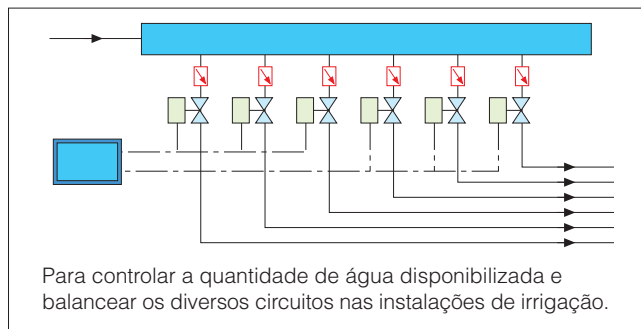 Para controlar a quantidade de água disponibilizada e
balancear os diversos circuitos nas instalações de irrigação.